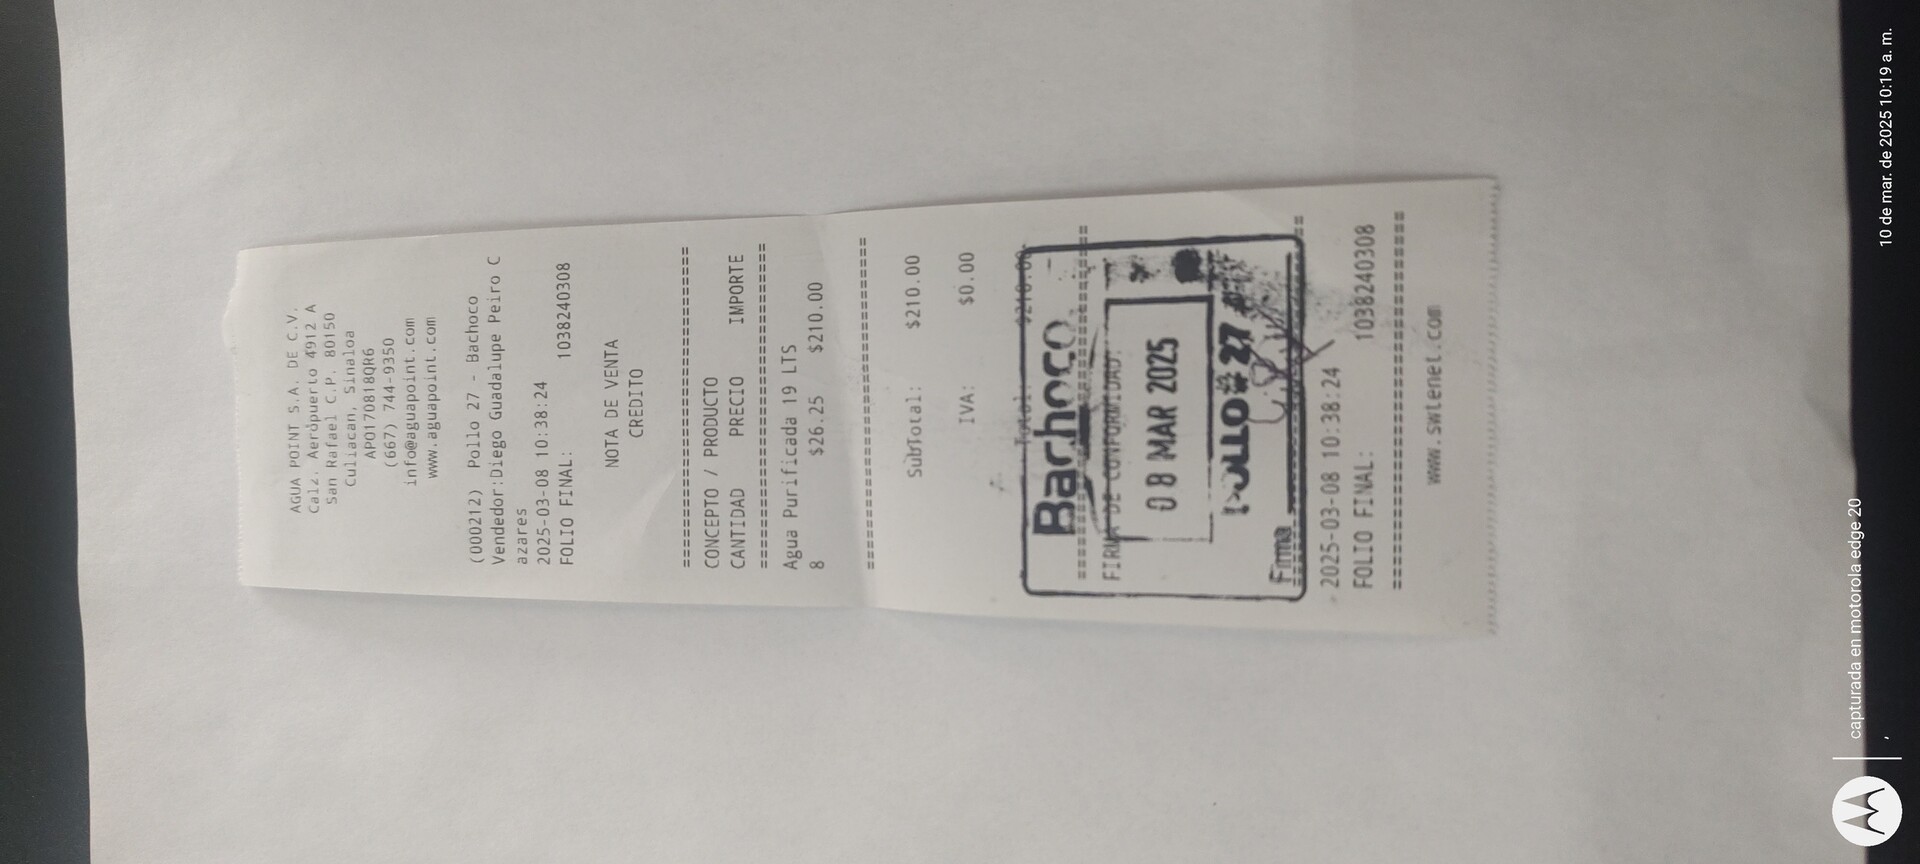 AGUA POINT S.A. DE C.V.
Calz. Aeropuerto 4912 A
San Rafael C.P. 80150
Culiacan, Sinaloa
APO170818QR6
(667) 744-9350
info@aguapoint.com
www.aguapoint.com
(000212) Pollo 27 - Bachoco
Vendedor:Diego Guadalupe Peiro C
azares
2025-03-08 10:38:24
FOLIO FINAL: 1038240308
NOTA DE VENTA
CREDITO
================================
CONCEPTO / PRODUCTO
CANTIDAD PRECIO IMPORTE
================================
Agua Purificada 19 LTS
8 $26.25 $210.00
================================
SubTotal: $210.00
IVA: $0.00
Total: $210.00
Bachoco
================================
FIRMA DE CONFORMIDAD:
08 MAR 2025
POLLO # 27
Firma
================================
2025-03-08 10:38:24
FOLIO FINAL: 1038240308
================================
www.swtenet.com
10 de mar. de 2025 10:19 a. m.
capturada en motorola edge 20